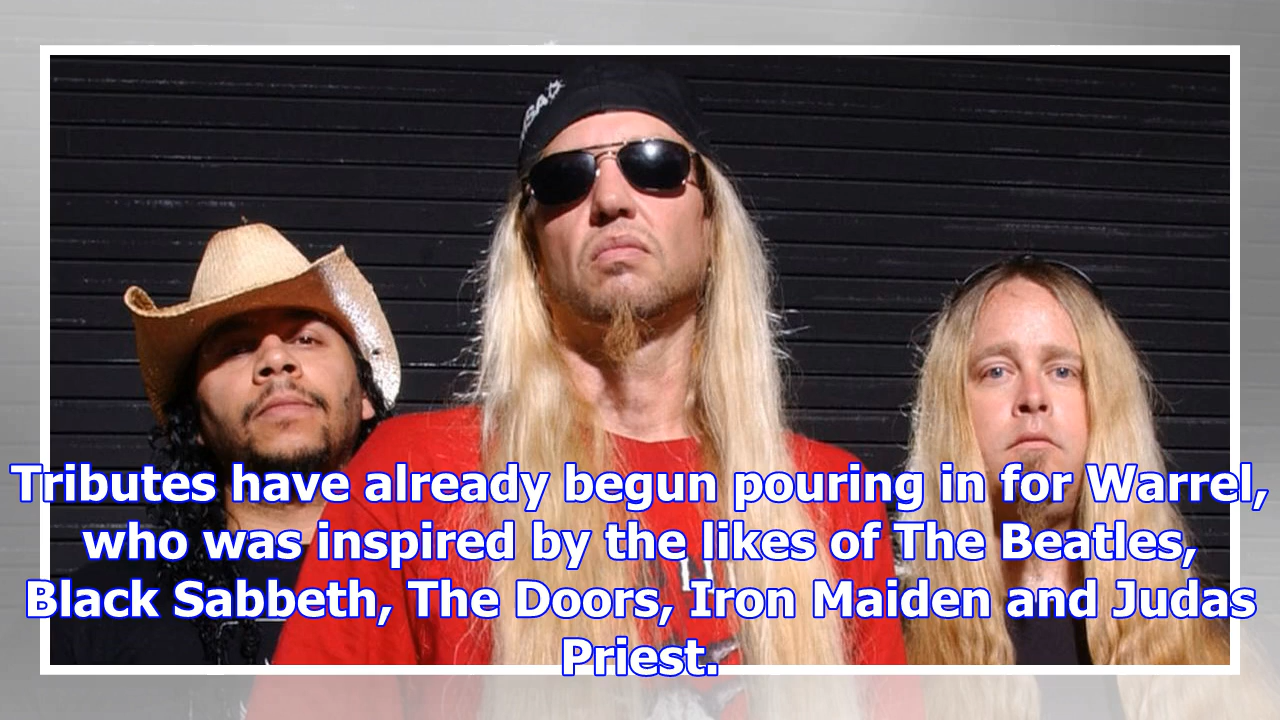 Tributes have already begun pouring in for Warrel,
who was inspired by the likes of The Beatles,
Black Sabbeth, The Doors, Iron Maiden and Judas
Priest.